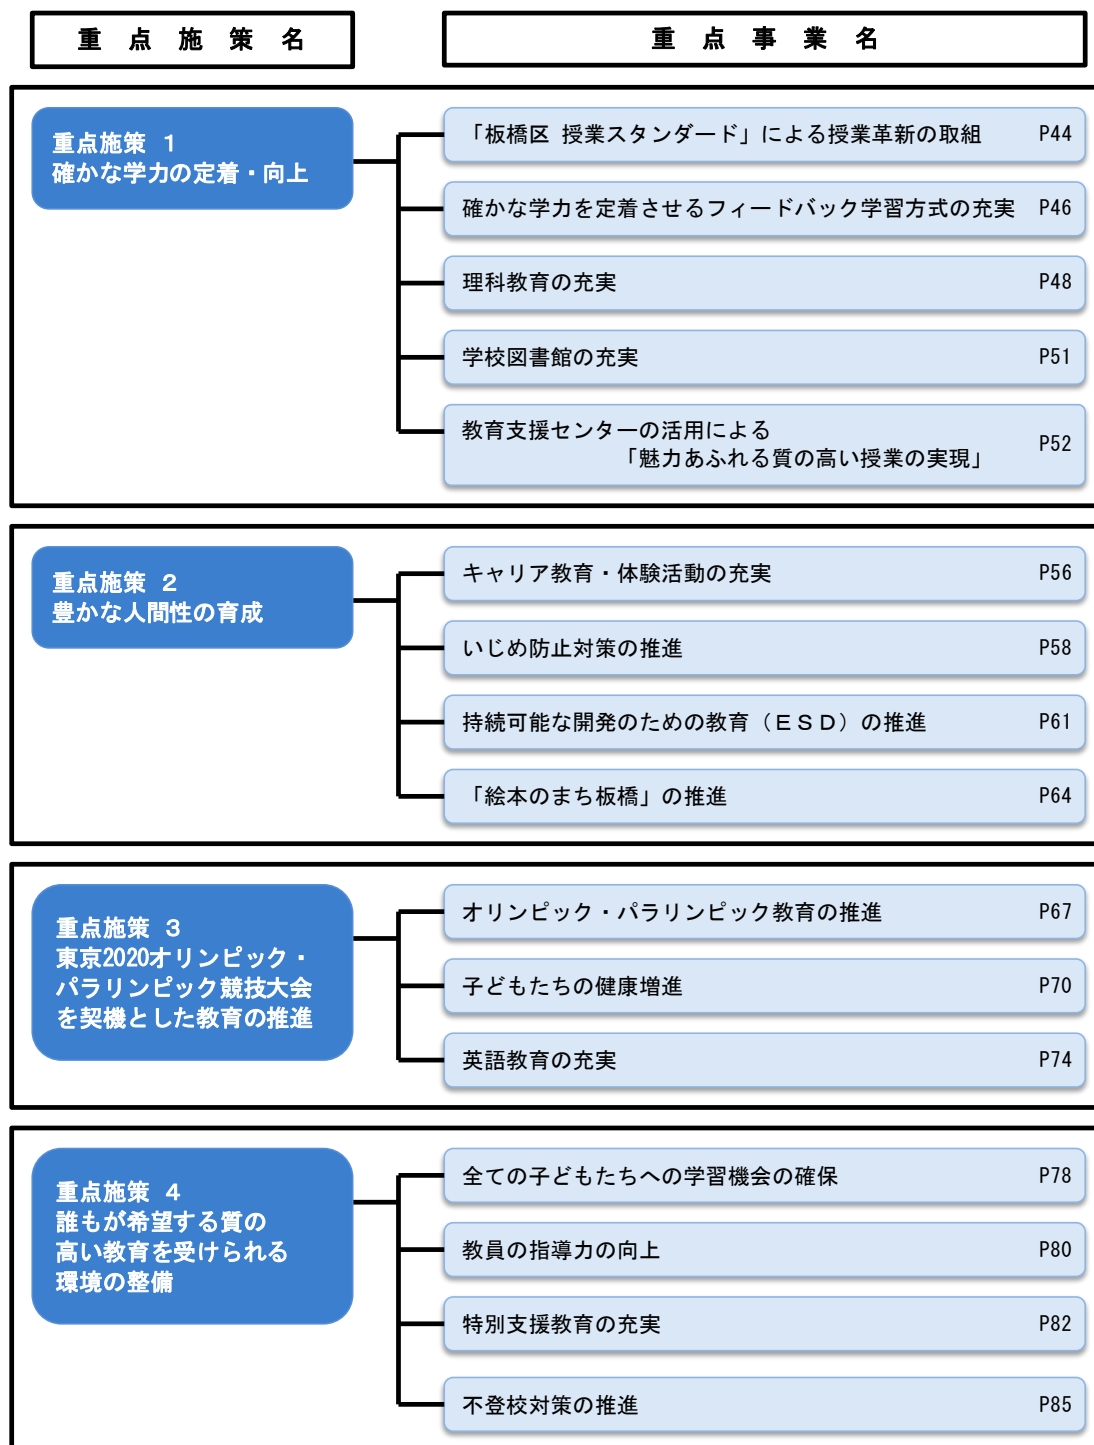 重点施策名
重点事業名
重点施策 1
確かな学力の定着・向上
「板橋区 授業スタンダード」による授業革新の取組 P44
確かな学力を定着させるフィードバック学習方式の充実 P46
理科教育の充実 P48
学校図書館の充実 P51
教育支援センターの活用による
「魅力あふれる質の高い授業の実現」 P52
重点施策 2
豊かな人間性の育成
キャリア教育・体験活動の充実 P56
いじめ防止対策の推進 P58
持続可能な開発のための教育（ＥＳＤ）の推進 P61
「絵本のまち板橋」の推進 P64
重点施策 3
東京2020オリンピック・
パラリンピック競技大会
を契機とした教育の推進
オリンピック・パラリンピック教育の推進 P67
子どもたちの健康増進 P70
英語教育の充実 P74
重点施策 4
誰もが希望する質の
高い教育を受けられる
環境の整備
全ての子どもたちへの学習機会の確保 P78
教員の指導力の向上 P80
特別支援教育の充実 P82
不登校対策の推進 P85